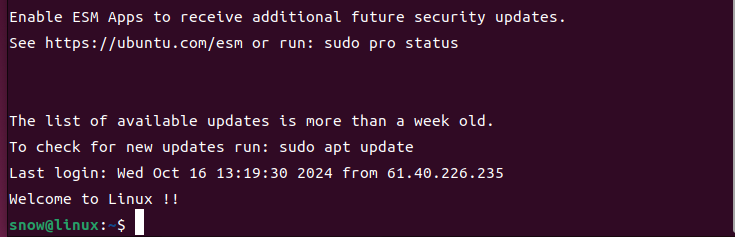 Enable ESM Apps to receive additional future security updates.
See https://ubuntu.com/esm or run: sudo pro status
The list of available updates is more than a week old.
To check for new updates run: sudo apt update
Last login: Wed Oct 16 13:19:30 2024 from 61.40.226.235
Welcome to Linux !!
snow@linux:~$